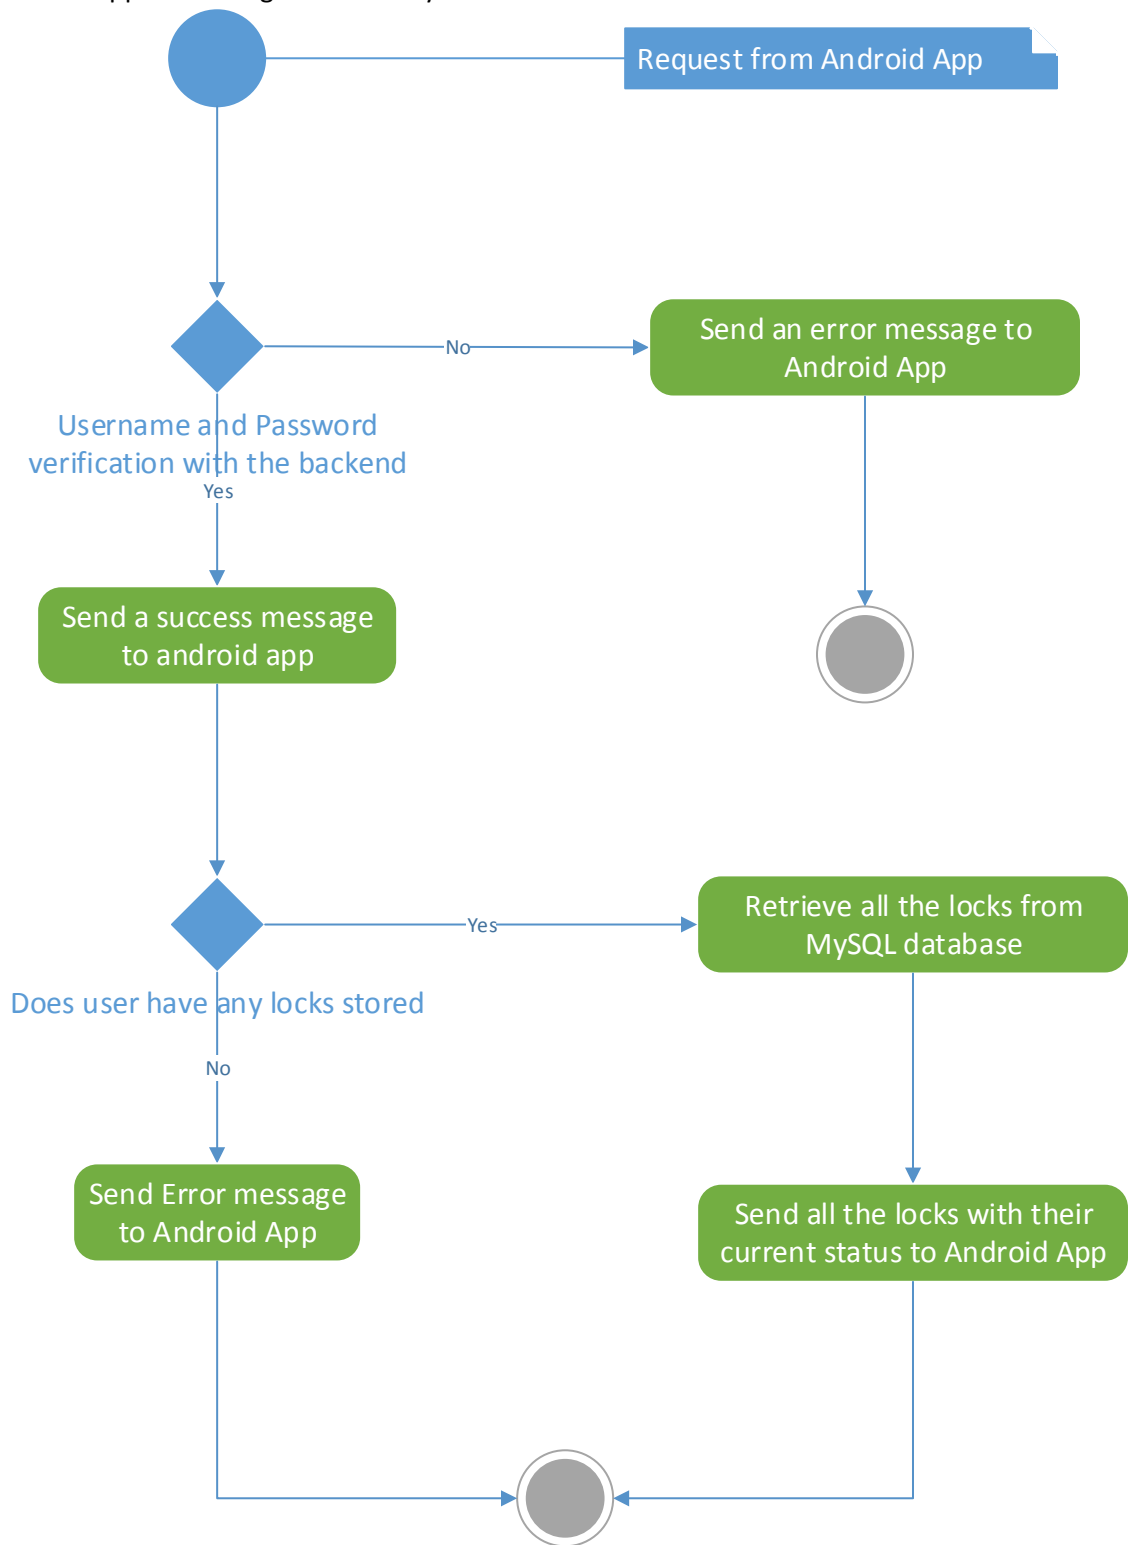 Request from Android App
No
Send an error message to
Android App
Username and Password
verification with the backend
Yes
Send a success message
to android app
Yes
Retrieve all the locks from
MySQL database
Does user have any locks stored
No
Send Error message
to Android App
Send all the locks with their
current status to Android App